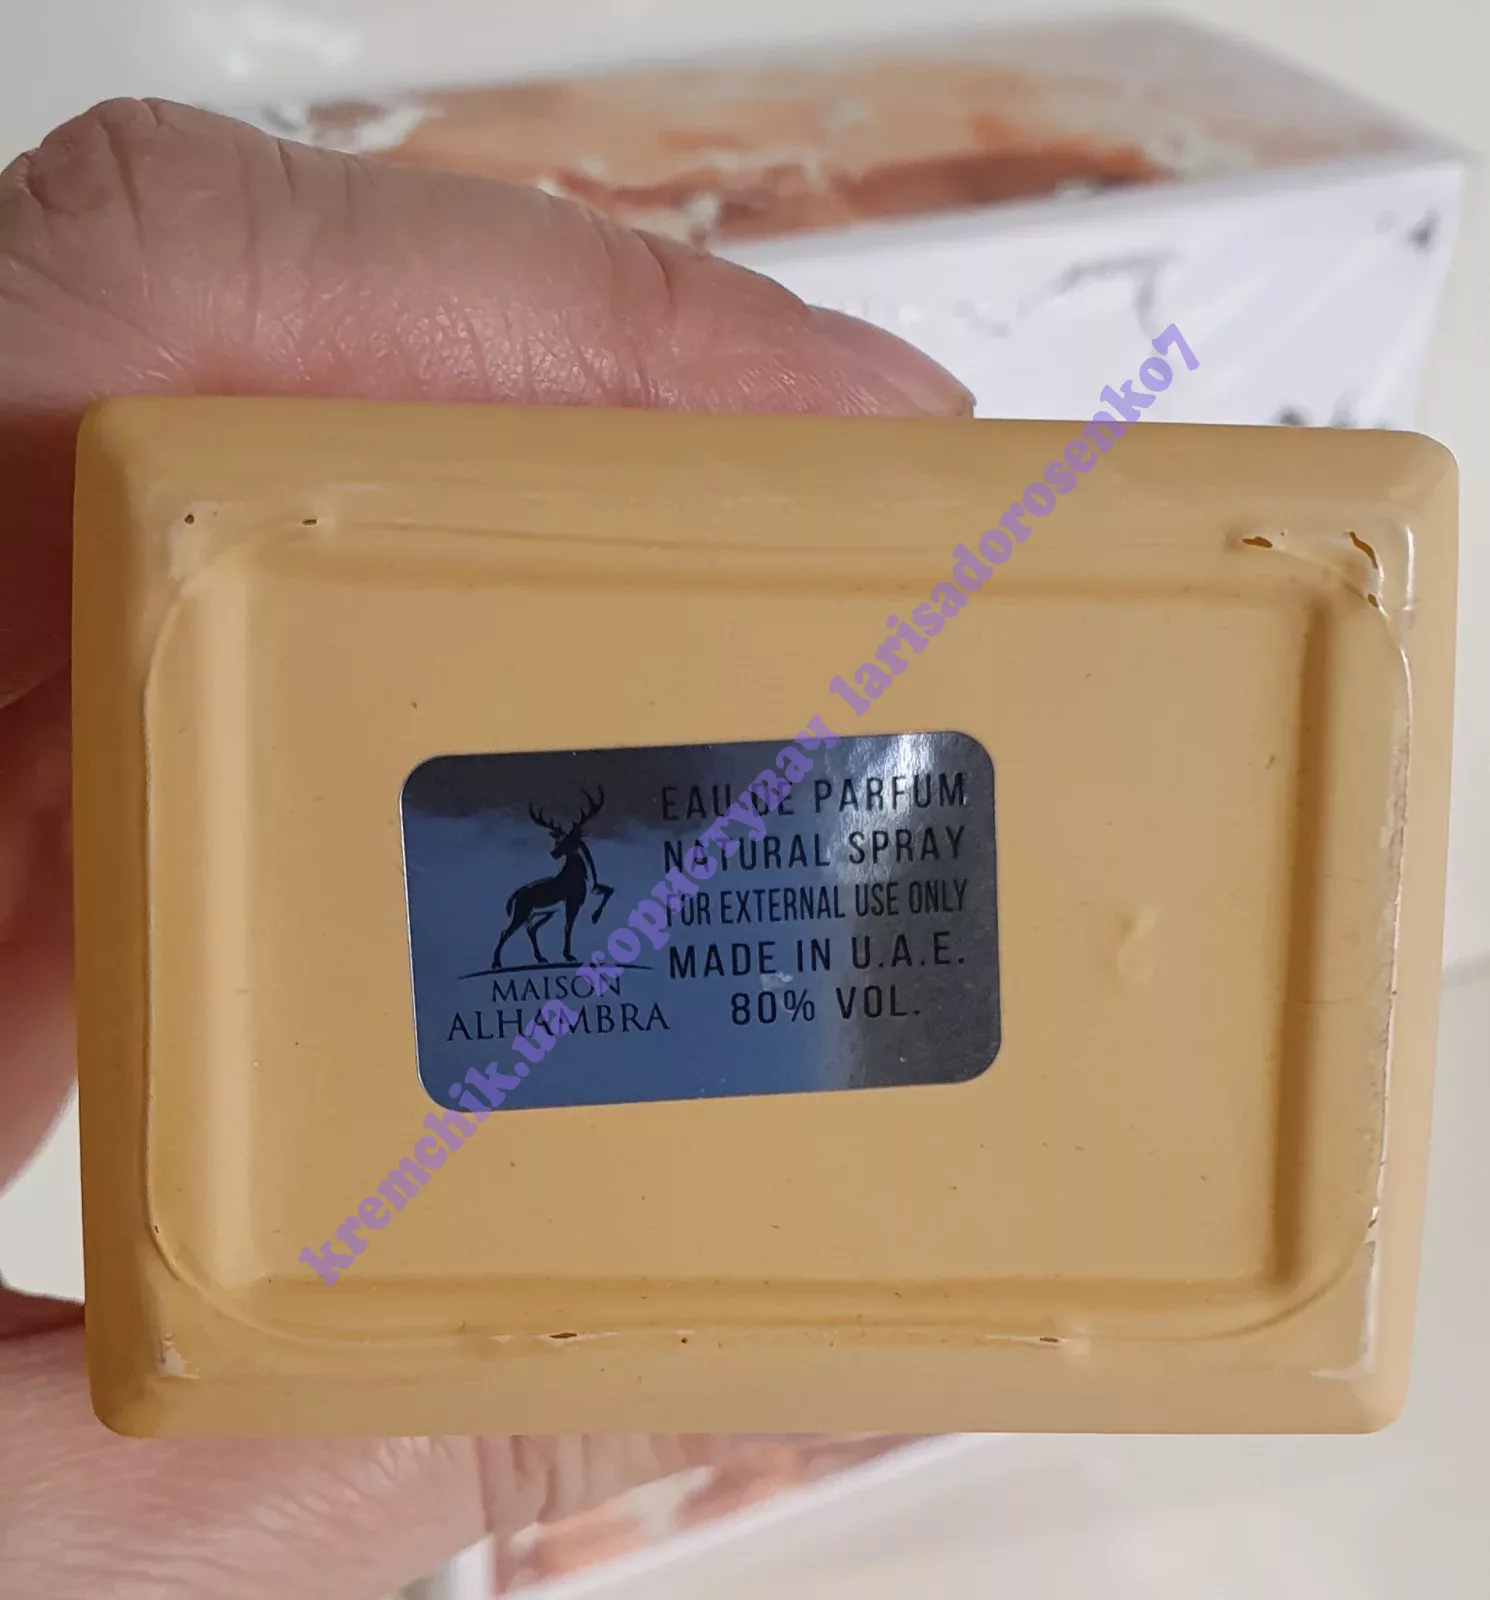 EAU DE PARFUM
NATURAL SPRAY
FOR EXTERNAL USE ONLY
MADE IN U.A.E.
80% VOL.
MAISON
ALHAMBRA
kremchik.ua користувач larisadorosenko7